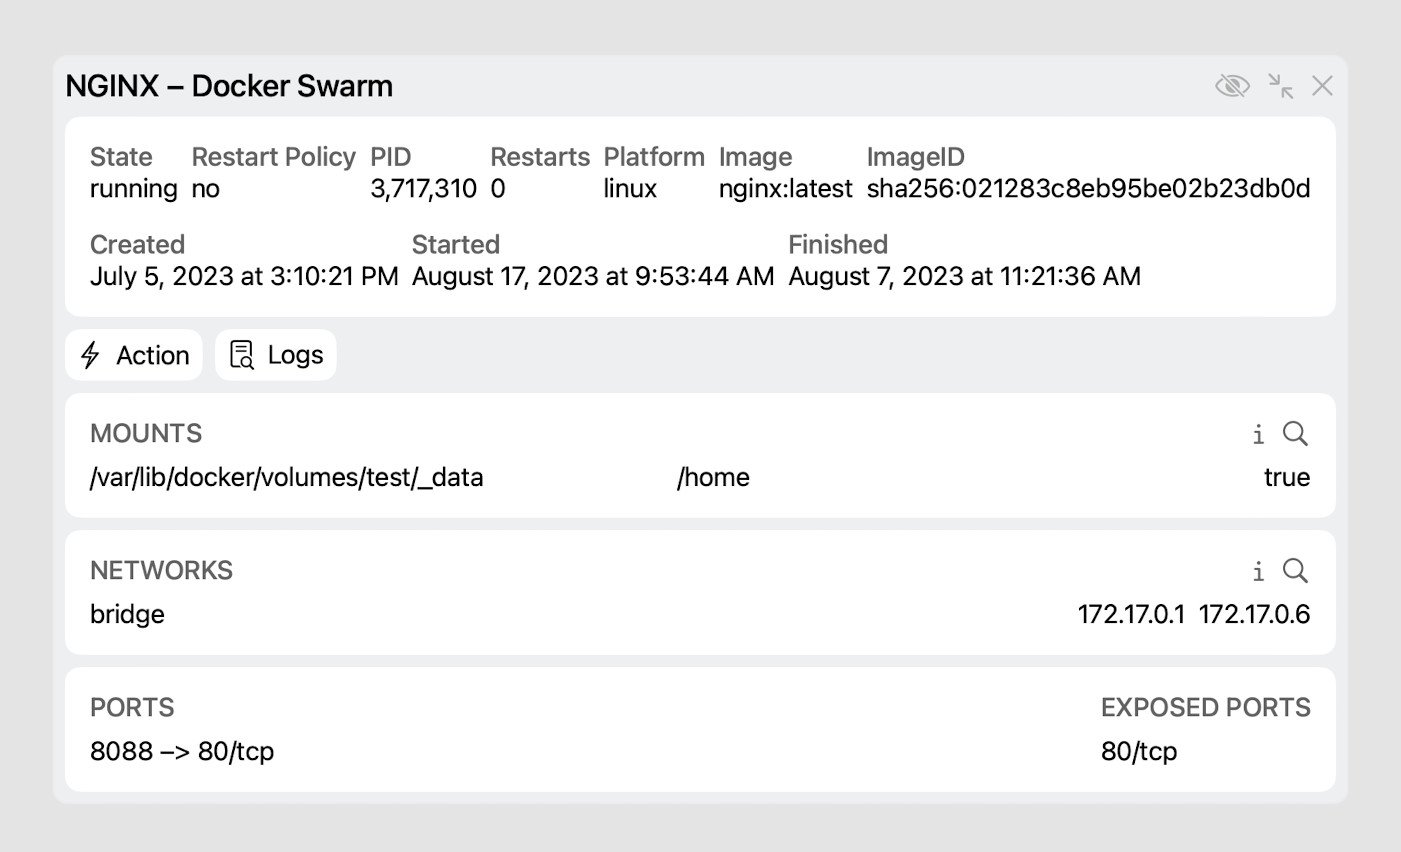 NGINX – Docker Swarm
State Restart Policy PID Restarts Platform Image ImageID
running no 3,717,310 0 linux nginx:latest sha256:021283c8eb95be02b23db0d
Created Started Finished
July 5, 2023 at 3:10:21 PM August 17, 2023 at 9:53:44 AM August 7, 2023 at 11:21:36 AM
Action Logs
MOUNTS i
/var/lib/docker/volumes/test/_data /home true
NETWORKS i
bridge 172.17.0.1 172.17.0.6
PORTS EXPOSED PORTS
8088 –> 80/tcp 80/tcp